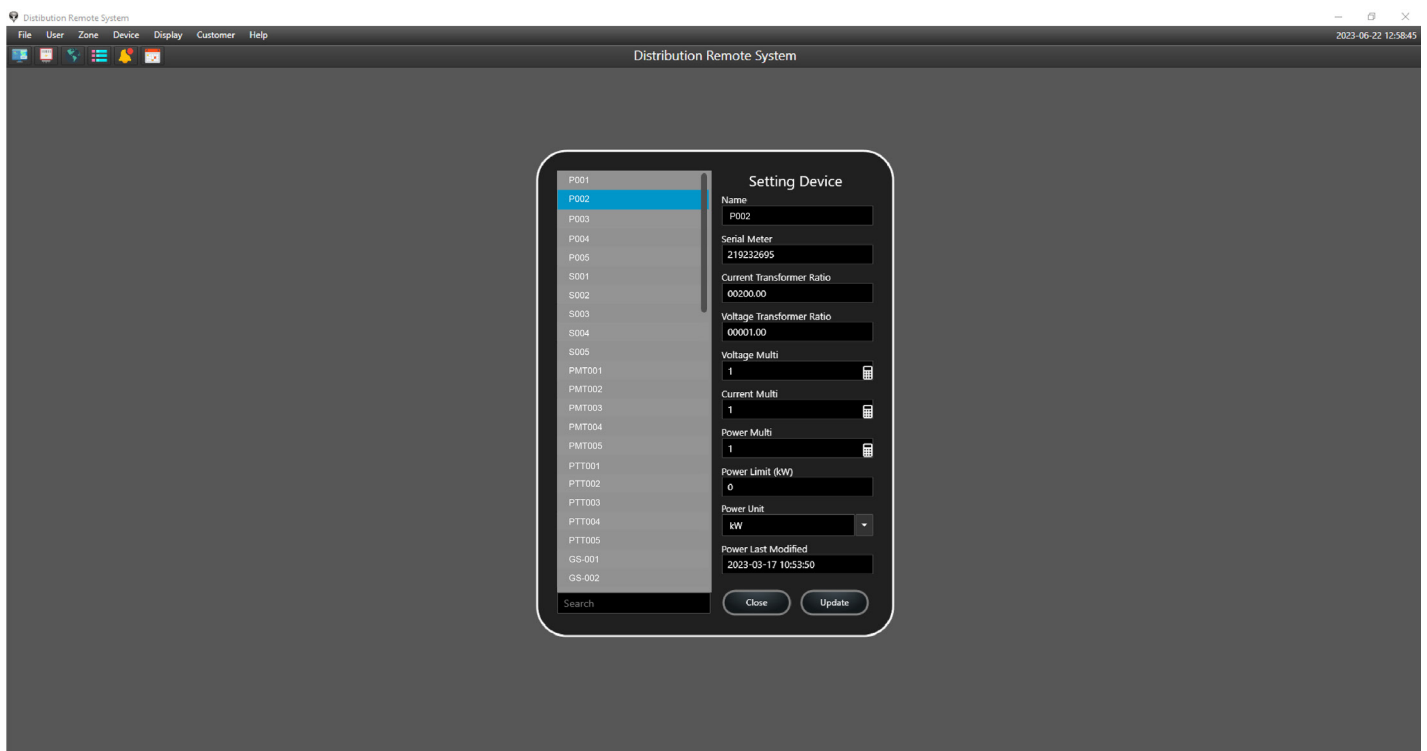 Distibution Remote System
File User Zone Device Display Customer Help 2023-06-22 12:58:45
Distribution Remote System
P001
P002
P003
P004
P005
S001
S002
S003
S004
S005
PMT001
PMT002
PMT003
PMT004
PMT005
PTT001
PTT002
PTT003
PTT004
PTT005
GS-001
GS-002
Search
Setting Device
Name
P002
Serial Meter
219232695
Current Transformer Ratio
00200.00
Voltage Transformer Ratio
00001.00
Voltage Multi
1
Current Multi
1
Power Multi
1
Power Limit (kW)
0
Power Unit
kW
Power Last Modified
2023-03-17 10:53:50
Close Update